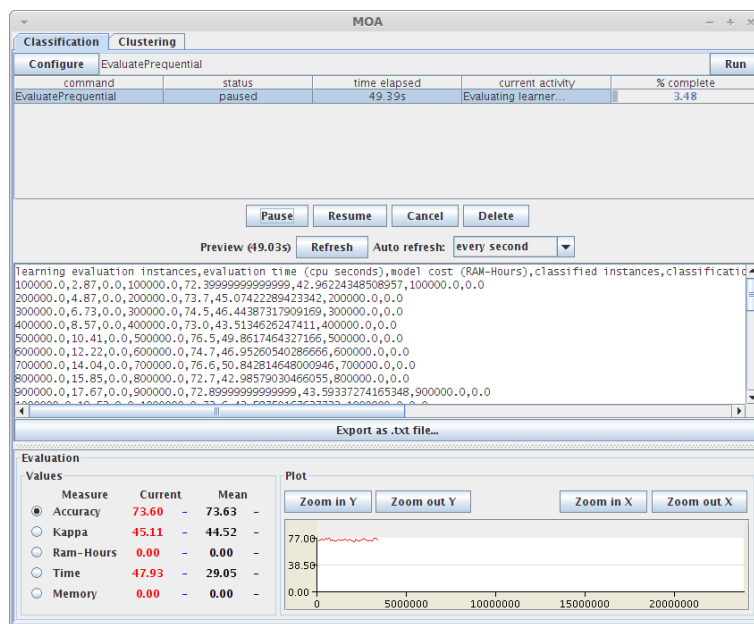 MOA
Classification Clustering
Configure EvaluatePrequential Run
command status time elapsed current activity % complete
EvaluatePrequential paused 49.39s Evaluating learner... 3.48
Pause Resume Cancel Delete
Preview (49.03s) Refresh Auto refresh: every second
learning evaluation instances,evaluation time (cpu seconds),model cost (RAM-Hours),classified instances,classificatio
100000.0,2.87,0.0,100000.0,72.39999999999999,42.96224348508957,100000.0,0.0
200000.0,4.87,0.0,200000.0,73.7,45.07422289423342,200000.0,0.0
300000.0,6.73,0.0,300000.0,74.5,46.44387317909169,300000.0,0.0
400000.0,8.57,0.0,400000.0,73.0,43.5134626247411,400000.0,0.0
500000.0,10.41,0.0,500000.0,76.5,49.8617464327166,500000.0,0.0
600000.0,12.22,0.0,600000.0,74.7,46.95260540286666,600000.0,0.0
700000.0,14.04,0.0,700000.0,76.6,50.842814648000946,700000.0,0.0
800000.0,15.85,0.0,800000.0,72.7,42.98579030466055,800000.0,0.0
900000.0,17.67,0.0,900000.0,72.89999999999999,43.59337274165348,900000.0,0.0
Export as .txt file...
Evaluation
Values
Measure Current Mean
Accuracy 73.60 - 73.63 -
Kappa 45.11 - 44.52 -
Ram-Hours 0.00 - 0.00 -
Time 47.93 - 29.05 -
Memory 0.00 - 0.00 -
Plot
Zoom in Y Zoom out Y Zoom in X Zoom out X
77.00
38.50
0.00
0 5000000 10000000 15000000 20000000